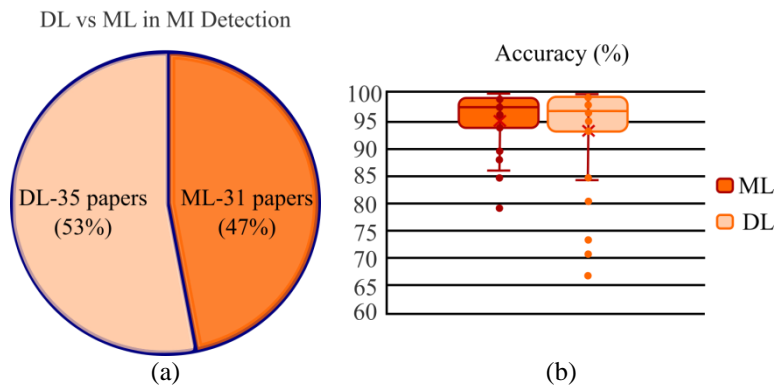 DL vs ML in MI Detection
DL-35 papers
(53%)
ML-31 papers
(47%)
(a)
Accuracy (%)
100
95
90
85
80
75
70
65
60
ML
DL
(b)